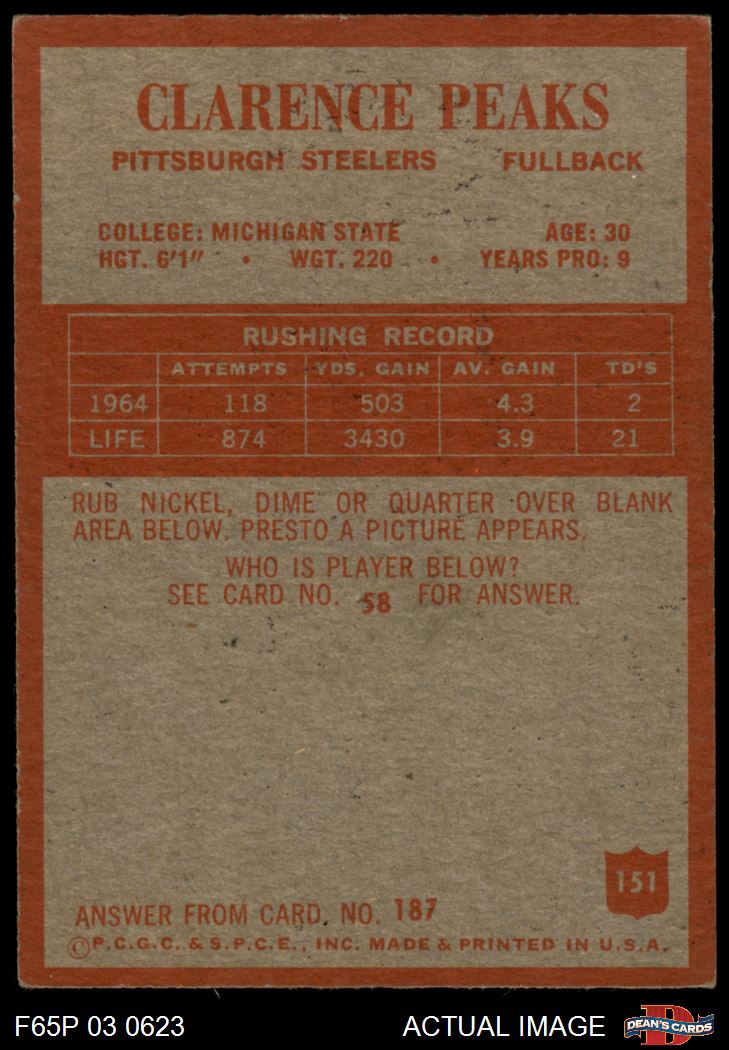 CLARENCE PEAKS
PITTSBURGH STEELERS FULLBACK
COLLEGE: MICHIGAN STATE AGE: 30
HGT. 6'1" • WGT. 220 • YEARS PRO: 9
RUSHING RECORD
ATTEMPTS YDS. GAIN AV. GAIN TD'S
1964 118 503 4.3 2
LIFE 874 3430 3.9 21
RUB NICKEL, DIME OR QUARTER OVER BLANK
AREA BELOW. PRESTO A PICTURE APPEARS.
WHO IS PLAYER BELOW?
SEE CARD NO. 58 FOR ANSWER.
151
ANSWER FROM CARD. NO. 187
©P.C.G.C. & S.P.C.E., INC. MADE & PRINTED IN U.S.A.
F65P 03 0623 ACTUAL IMAGE
D
DEAN'S CARDS